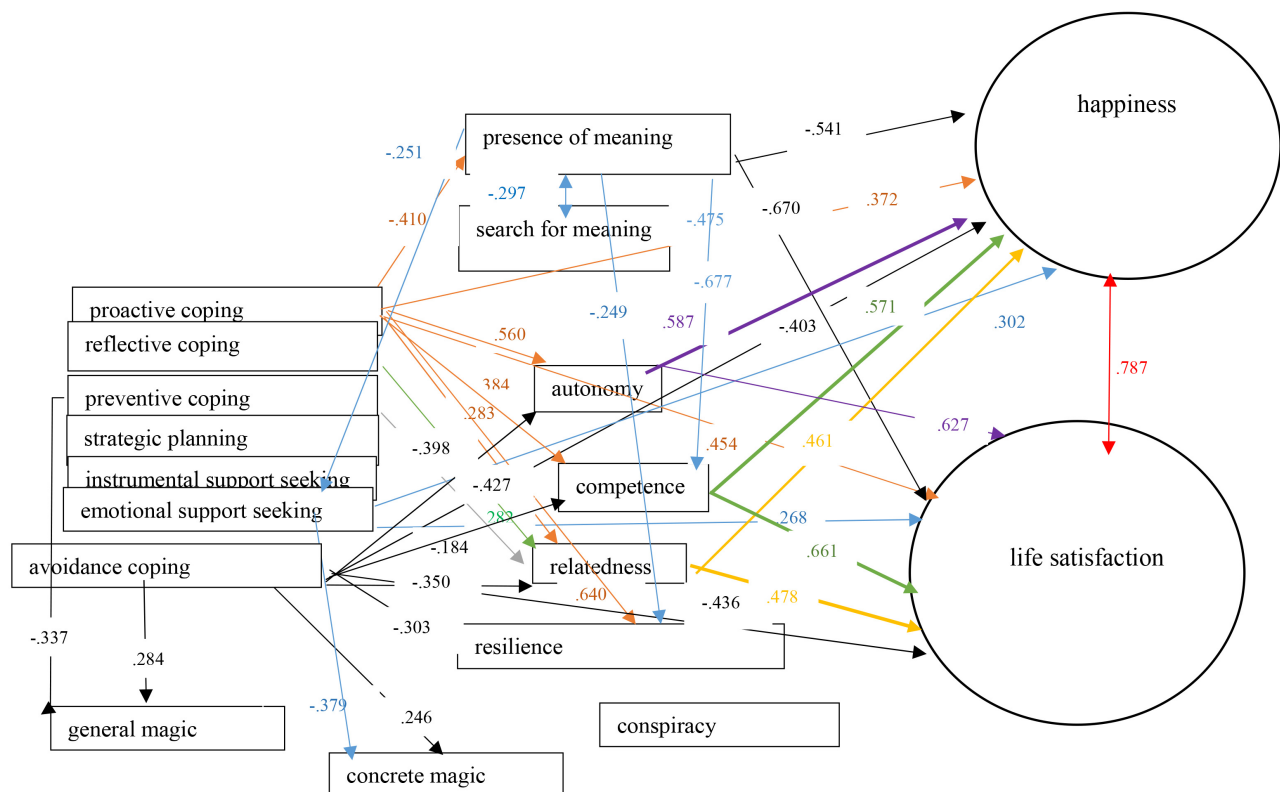 happiness
-.541
presence of meaning
-.251
-.297
.372
-.670
-.410
-.475
search for meaning
-.677
proactive coping
-.249
.571
.587
-.403
.302
.560
reflective coping
.787
384
autonomy
preventive coping
.283
.627
strategic planning
-.398
.454
.461
instrumental support seeking
-.427
competence
emotional support seeking
.283
.268
-.184
.661
life satisfaction
avoidance coping
relatedness
-.350
.640
-.436
.478
-.303
-.337
resilience
.284
-.379
.246
general magic
conspiracy
concrete magic